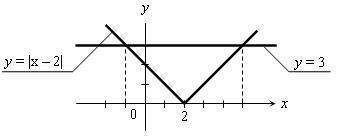 y
y = |x – 2|
y = 3
0
2
x